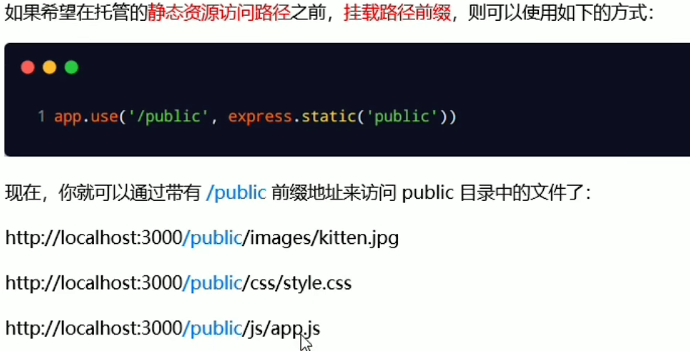 如果希望在托管的静态资源访问路径之前，挂载路径前缀，则可以使用如下的方式：
1 app.use('/public', express.static('public'))
现在，你就可以通过带有 /public 前缀地址来访问 public 目录中的文件了：
http://localhost:3000/public/images/kitten.jpg
http://localhost:3000/public/css/style.css
http://localhost:3000/public/js/app.js